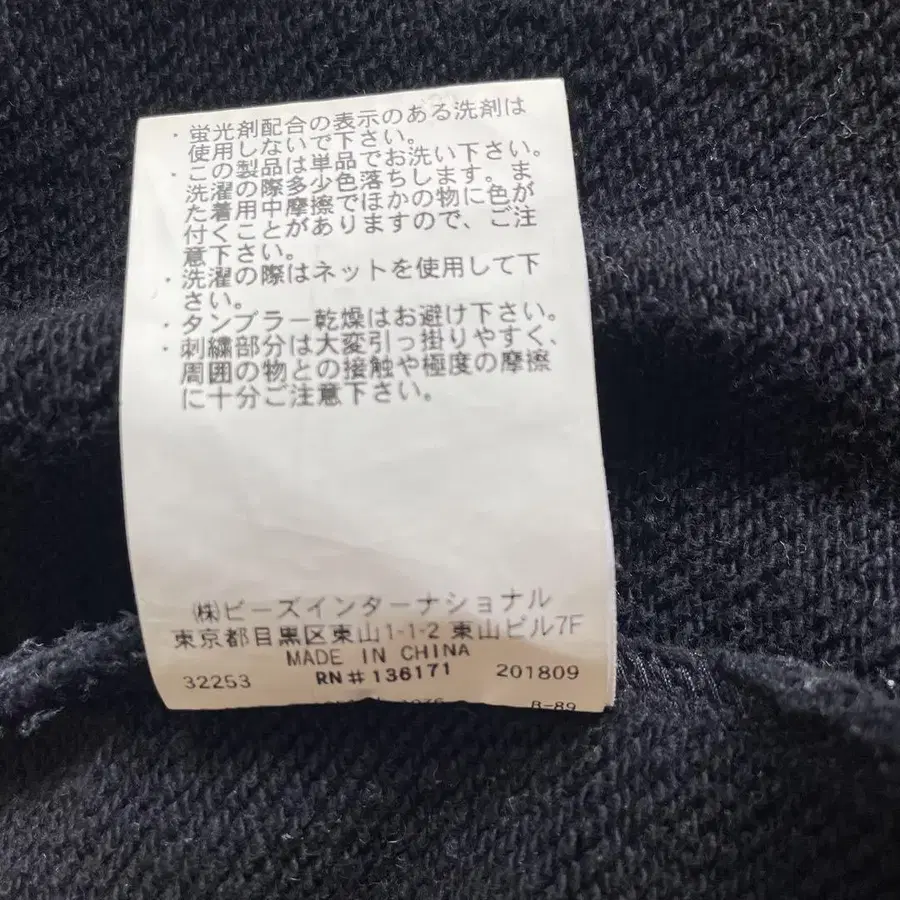 ・蛍光剤配合の表示のある洗剤は
使用しないで下さい。
・この製品は単品でお洗い下さい。
洗濯の際多少色落ちします。ま
た着用中摩擦でほかの物に色が
付くことがありますので、ご注
意下さい。
・洗濯の際はネットを使用して下
さい。
・タンブラー乾燥はお避け下さい。
・刺繍部分は大変引っ掛りやすく、
周囲の物との接触や極度の摩擦
に十分ご注意下さい。
㈱ビーズインターナショナル
東京都目黒区東山1-1-2 東山ビル7F
MADE IN CHINA
32253 RN#136171 201809
B-89